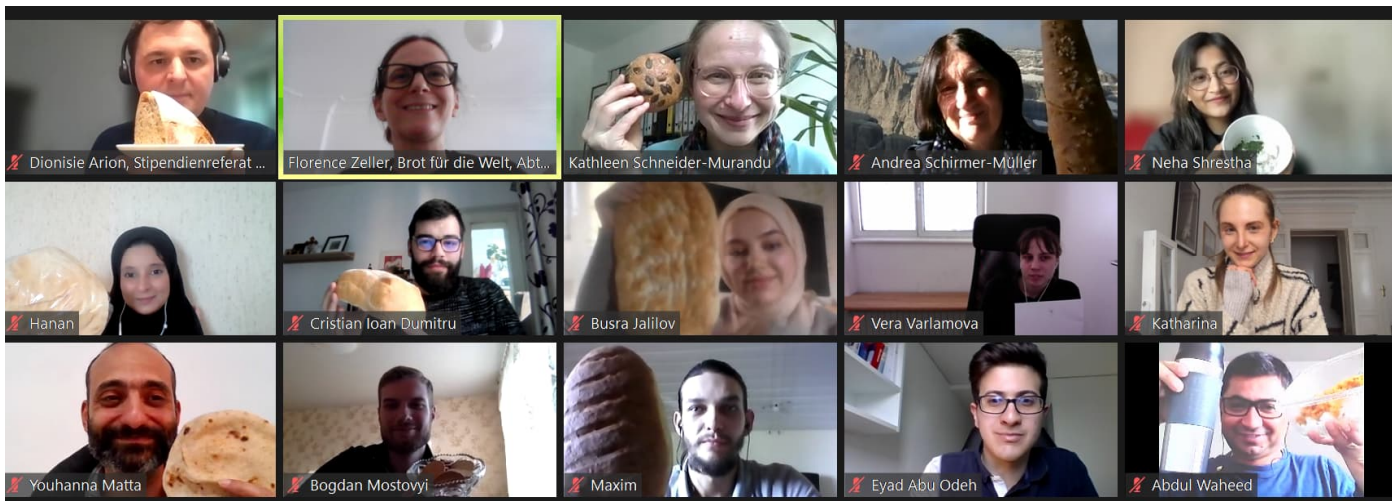 Dionisie Arion, Stipendienreferat ...
Florence Zeller, Brot für die Welt, Abt...
Kathleen Schneider-Murandu
Andrea Schirmer-Müller
Neha Shrestha
Hanan
Cristian Ioan Dumitru
Busra Jalilov
Vera Varlamova
Katharina
Youhanna Matta
Bogdan Mostovyi
Maxim
Eyad Abu Odeh
Abdul Waheed